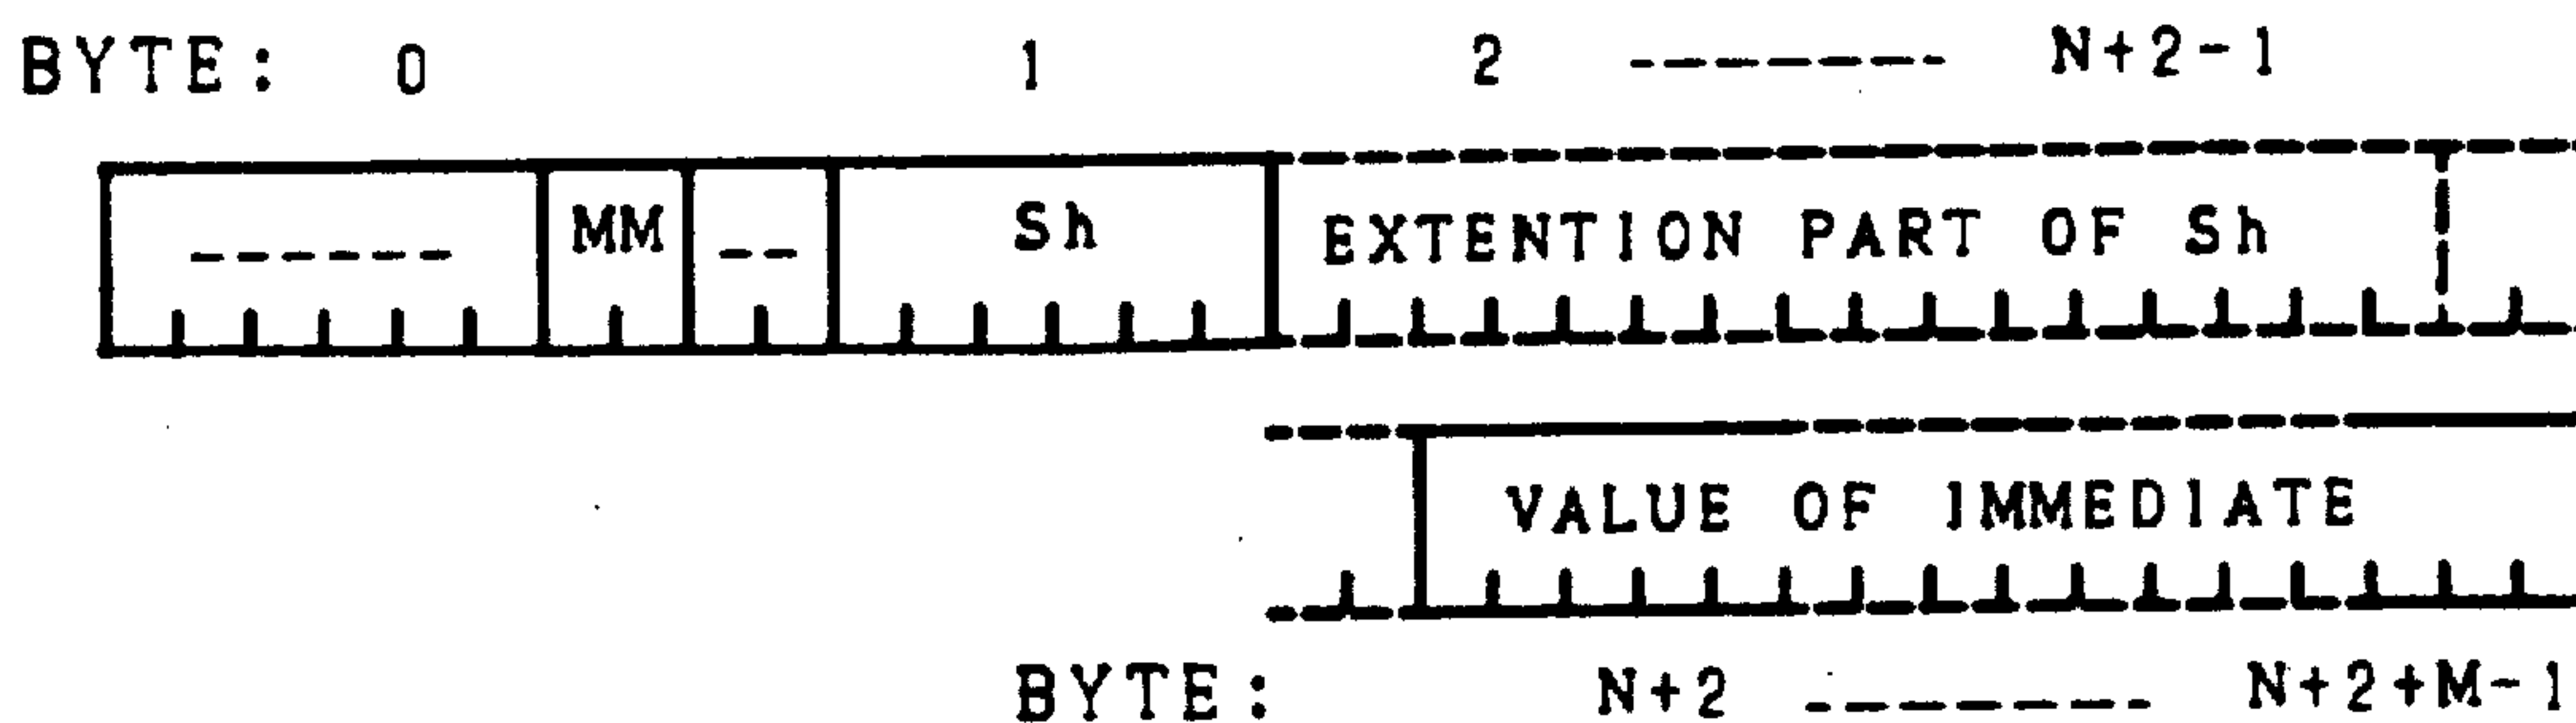 BYTE: 0 1 2 ------- N+2-1
------ MM -- Sh EXTENTION PART OF Sh
VALUE OF IMMEDIATE
BYTE: N+2 ------- N+2+M-1